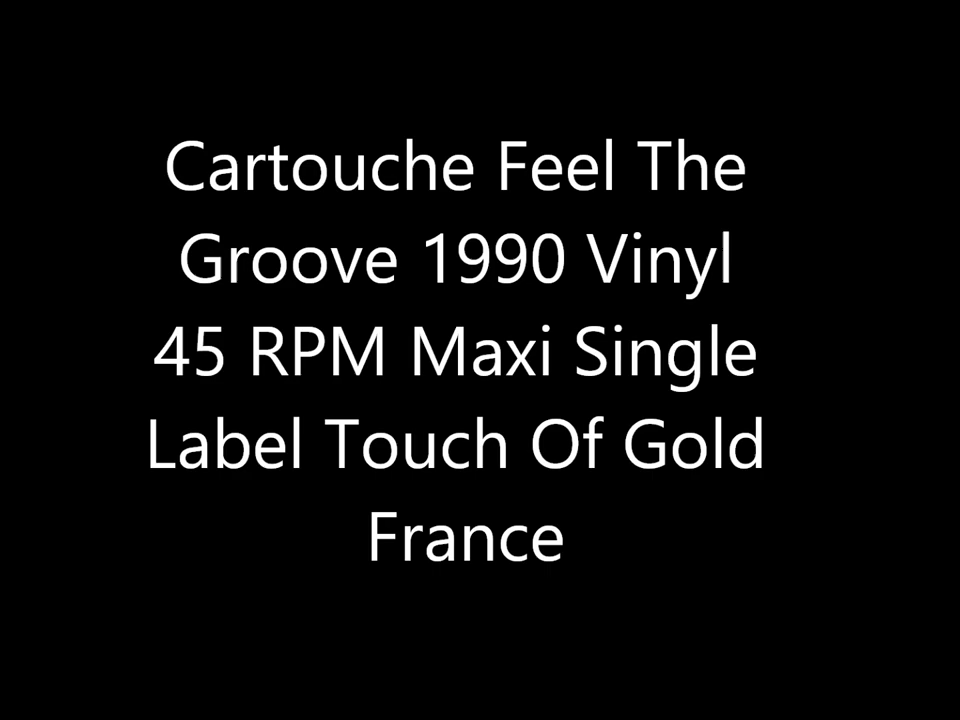 Cartouche Feel The
Groove 1990 Vinyl
45 RPM Maxi Single
Label Touch Of Gold
France